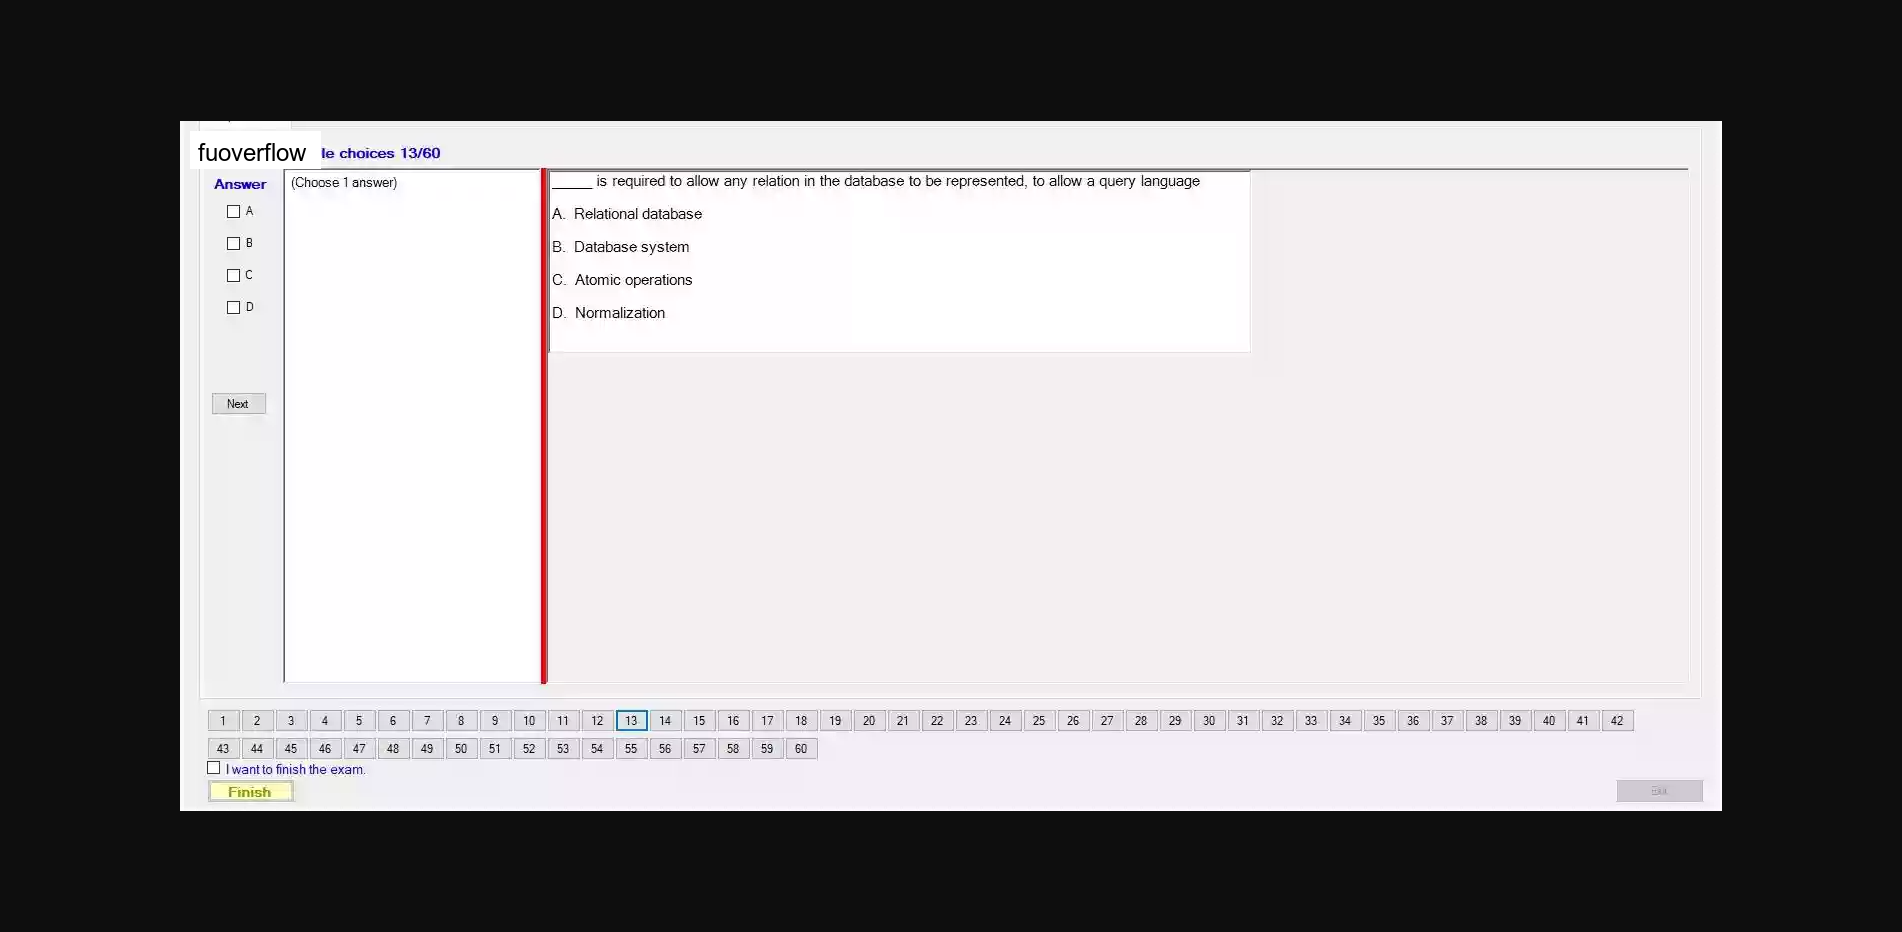 fuoverflow
le choices 13/60
Answer
(Choose 1 answer)
A
B
C
D
Next
_____ is required to allow any relation in the database to be represented, to allow a query language
A. Relational database
B. Database system
C. Atomic operations
D. Normalization
1 2 3 4 5 6 7 8 9 10 11 12 13 14 15 16 17 18 19 20 21 22 23 24 25 26 27 28 29 30 31 32 33 34 35 36 37 38 39 40 41 42
43 44 45 46 47 48 49 50 51 52 53 54 55 56 57 58 59 60
I want to finish the exam.
Finish
Exit